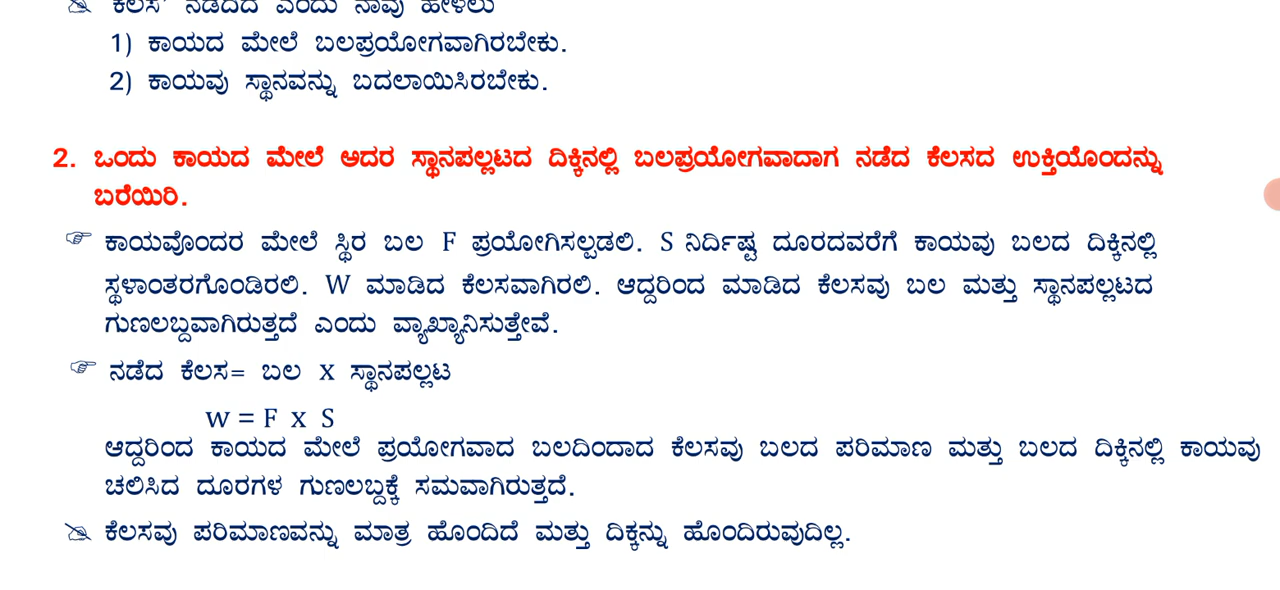 ಕೆಲಸ' ನಡೆದಿದೆ ಎಂದು ನಾವು ಹೇಳಲು
1) ಕಾಯದ ಮೇಲೆ ಬಲಪ್ರಯೋಗವಾಗಿರಬೇಕು.
2) ಕಾಯವು ಸ್ಥಾನವನ್ನು ಬದಲಾಯಿಸಿರಬೇಕು.
2. ಒಂದು ಕಾಯದ ಮೇಲೆ ಅದರ ಸ್ಥಾನಪಲ್ಲಟದ ದಿಕ್ಕಿನಲ್ಲಿ ಬಲಪ್ರಯೋಗವಾದಾಗ ನಡೆದ ಕೆಲಸದ ಉಕ್ತಿಯೊಂದನ್ನು
ಬರೆಯಿರಿ.
ಕಾಯವೊಂದರ ಮೇಲೆ ಸ್ಥಿರ ಬಲ F ಪ್ರಯೋಗಿಸಲ್ಪಡಲಿ. S ನಿರ್ದಿಷ್ಟ ದೂರದವರೆಗೆ ಕಾಯವು ಬಲದ ದಿಕ್ಕಿನಲ್ಲಿ
ಸ್ಥಳಾಂತರಗೊಂಡಿರಲಿ. W ಮಾಡಿದ ಕೆಲಸವಾಗಿರಲಿ. ಆದ್ದರಿಂದ ಮಾಡಿದ ಕೆಲಸವು ಬಲ ಮತ್ತು ಸ್ಥಾನಪಲ್ಲಟದ
ಗುಣಲಬ್ದವಾಗಿರುತ್ತದೆ ಎಂದು ವ್ಯಾಖ್ಯಾನಿಸುತ್ತೇವೆ.
ನಡೆದ ಕೆಲಸ= ಬಲ x ಸ್ಥಾನಪಲ್ಲಟ
w = F x S
ಆದ್ದರಿಂದ ಕಾಯದ ಮೇಲೆ ಪ್ರಯೋಗವಾದ ಬಲದಿಂದಾದ ಕೆಲಸವು ಬಲದ ಪರಿಮಾಣ ಮತ್ತು ಬಲದ ದಿಕ್ಕಿನಲ್ಲಿ ಕಾಯವು
ಚಲಿಸಿದ ದೂರಗಳ ಗುಣಲಬ್ದಕ್ಕೆ ಸಮವಾಗಿರುತ್ತದೆ.
ಕೆಲಸವು ಪರಿಮಾಣವನ್ನು ಮಾತ್ರ ಹೊಂದಿದೆ ಮತ್ತು ದಿಕ್ಕನ್ನು ಹೊಂದಿರುವುದಿಲ್ಲ.